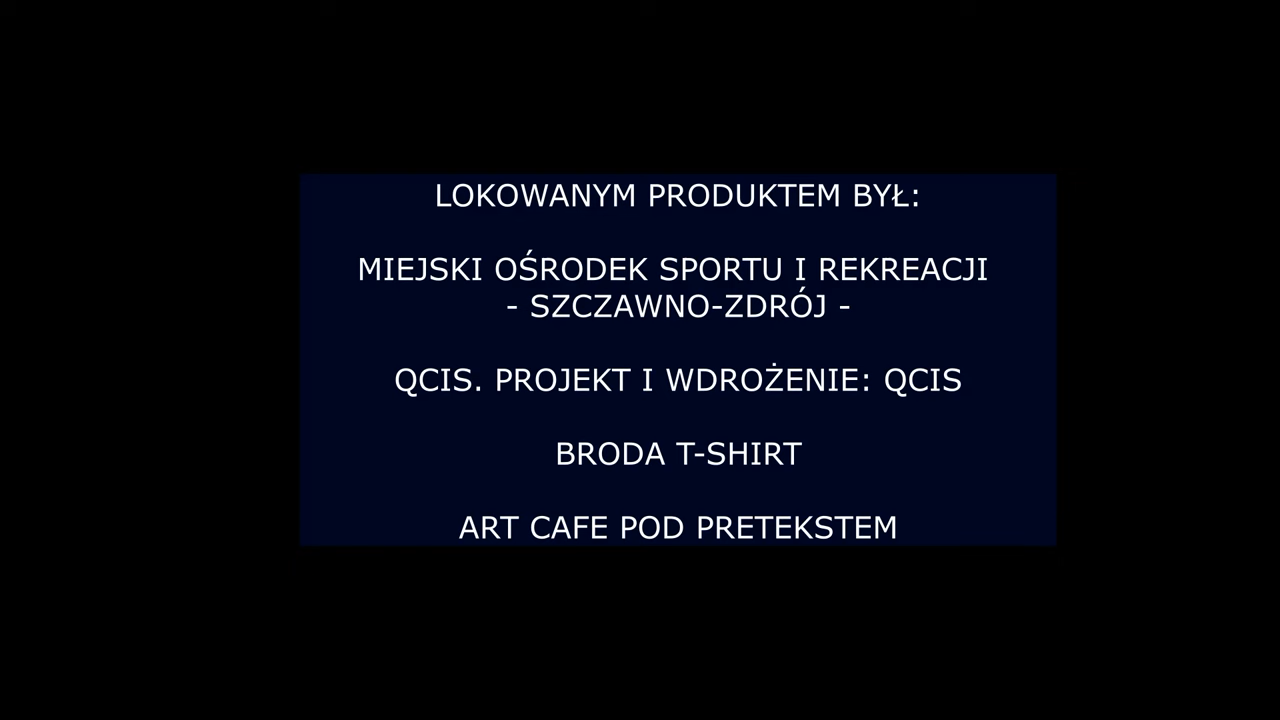 LOKOWANYM PRODUKTEM BYŁ:
MIEJSKI OŚRODEK SPORTU I REKREACJI
- SZCZAWNO-ZDRÓJ -
QCIS. PROJEKT I WDROŻENIE: QCIS
BRODA T-SHIRT
ART CAFE POD PRETEKSTEM